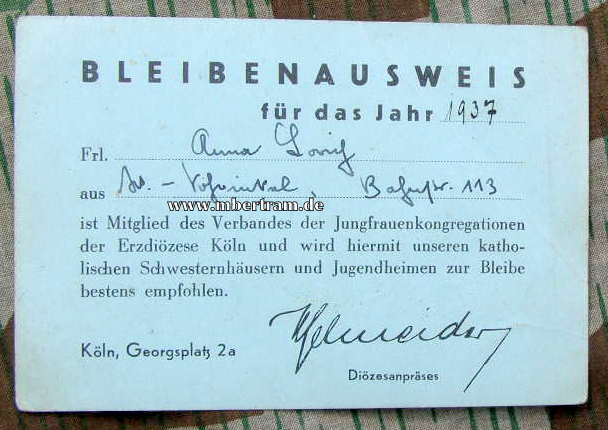 BLEIBENAUSWEIS
für das Jahr 1937
Frl. Anna
aus W.-Vohwinkel, Bahnstr. 113
www.mbertram.de
ist Mitglied des Verbandes der Jungfrauenkongregationen
der Erzdiözese Köln und wird hiermit unseren katho-
lischen Schwesternhäusern und Jugendheimen zur Bleibe
bestens empfohlen.
Köln, Georgsplatz 2a
Diözesanpräses